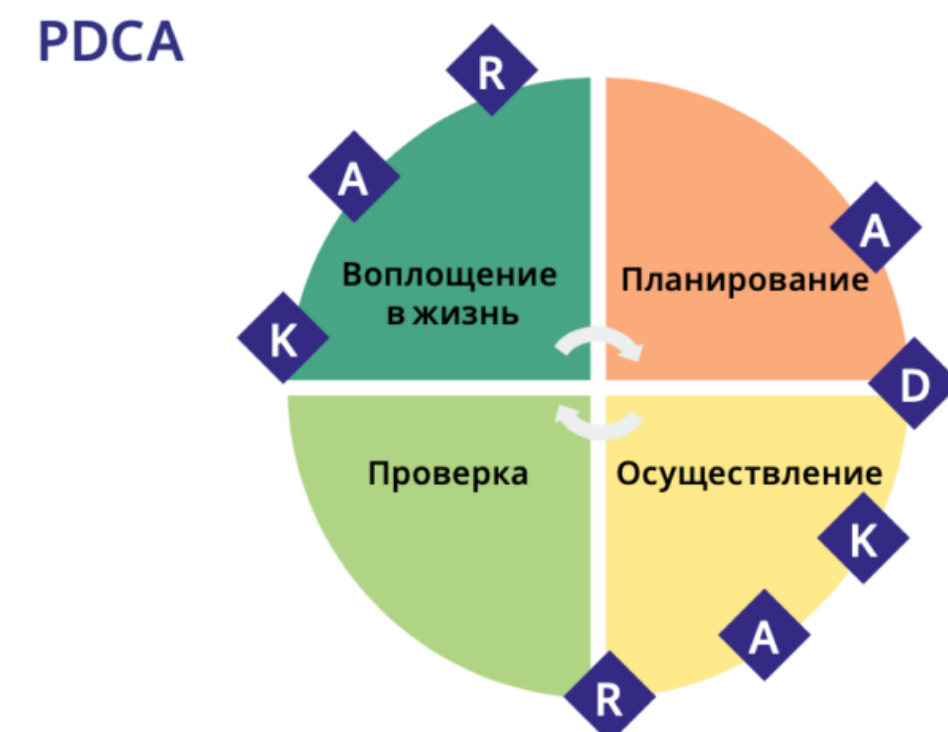 PDCA
R
A
A
Воплощение
в жизнь
Планирование
K
D
Проверка
Осуществление
K
A
R